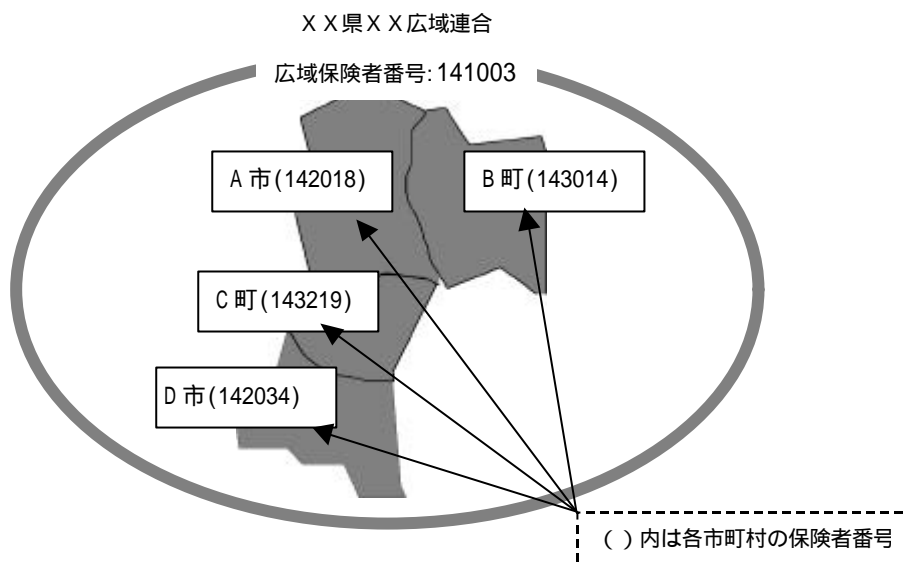 ＸＸ県ＸＸ広域連合
広域保険者番号:141003
A市(142018)
B町(143014)
C町(143219)
D市(142034)
( )内は各市町村の保険者番号